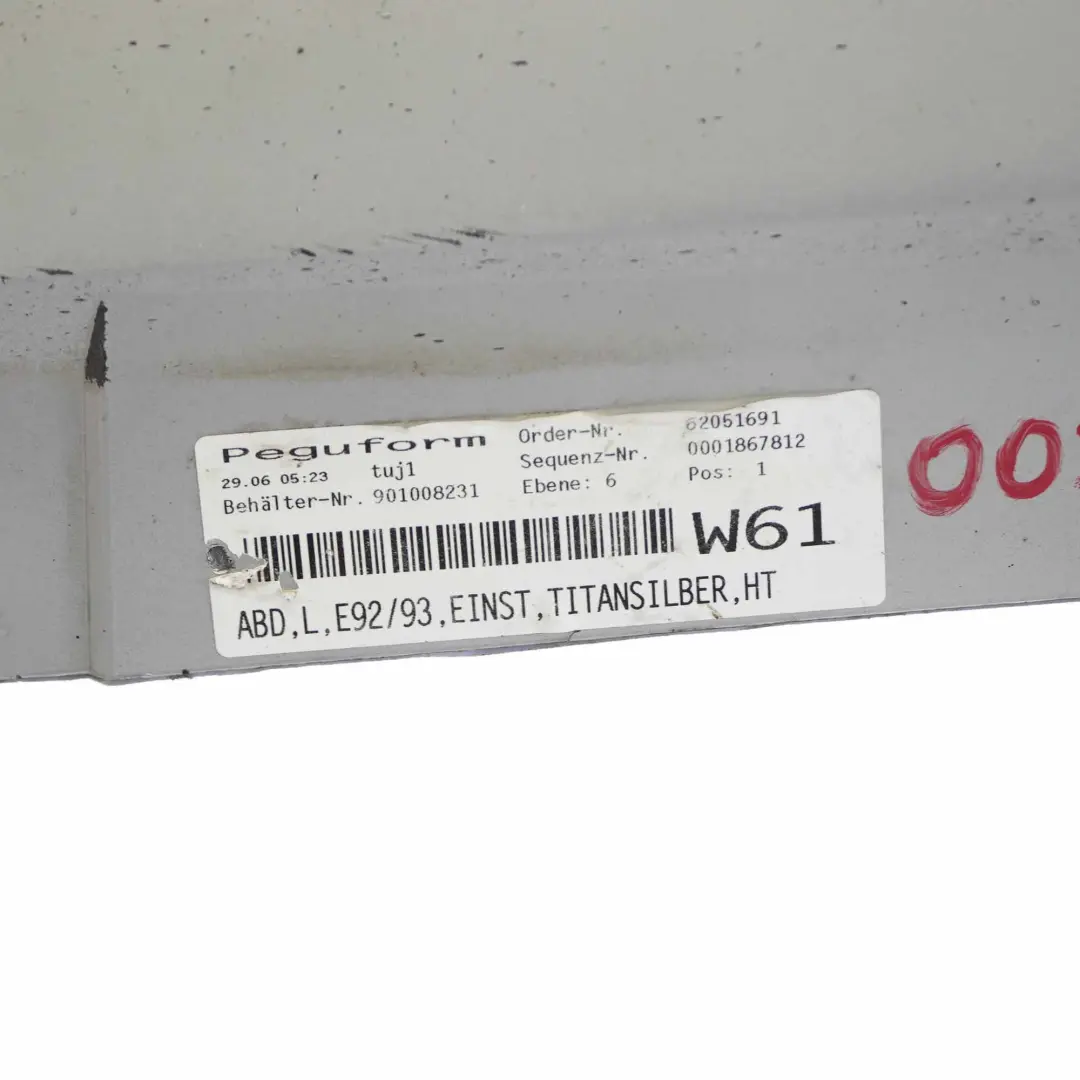 Peguform
29.06 05:23 tuj1
Behälter-Nr. 901008231
Order-Nr. 62051691
Sequenz-Nr. 0001867812
Ebene: 6 Pos: 1
W61
ABD,L,E92/93,EINST,TITANSILBER,HT
00